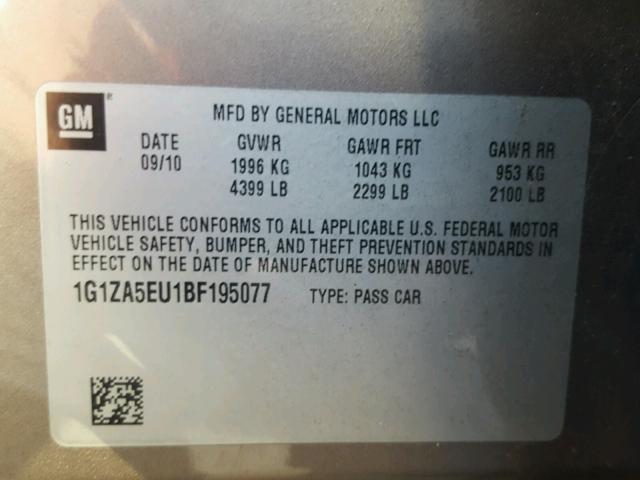 GM ®
MFD BY GENERAL MOTORS LLC
DATE GVWR GAWR FRT GAWR RR
09/10 1996 KG 1043 KG 953 KG
4399 LB 2299 LB 2100 LB
THIS VEHICLE CONFORMS TO ALL APPLICABLE U.S. FEDERAL MOTOR
VEHICLE SAFETY, BUMPER, AND THEFT PREVENTION STANDARDS IN
EFFECT ON THE DATE OF MANUFACTURE SHOWN ABOVE.
1G1ZA5EU1BF195077 TYPE: PASS CAR